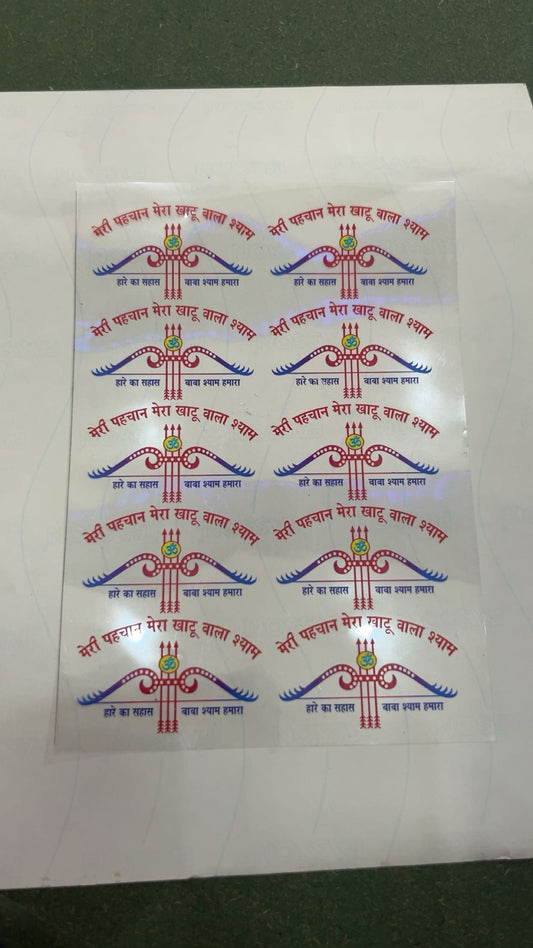 मेरी पहचान मेरा खाटू वाला श्याम
ॐ
हारे का सहास बाबा श्याम हमारा
मेरी पहचान मेरा खाटू वाला श्याम
ॐ
हारे का सहास बाबा श्याम हमारा
मेरी पहचान मेरा खाटू वाला श्याम
ॐ
हारे का सहास बाबा श्याम हमारा
मेरी पहचान मेरा खाटू वाला श्याम
ॐ
हारे का सहास बाबा श्याम हमारा
मेरी पहचान मेरा खाटू वाला श्याम
ॐ
हारे का सहास बाबा श्याम हमारा
मेरी पहचान मेरा खाटू वाला श्याम
ॐ
हारे का सहास बाबा श्याम हमारा
मेरी पहचान मेरा खाटू वाला श्याम
ॐ
हारे का सहास बाबा श्याम हमारा
मेरी पहचान मेरा खाटू वाला श्याम
ॐ
हारे का सहास बाबा श्याम हमारा
मेरी पहचान मेरा खाटू वाला श्याम
ॐ
हारे का सहास बाबा श्याम हमारा
मेरी पहचान मेरा खाटू वाला श्याम
ॐ
हारे का सहास बाबा श्याम हमारा